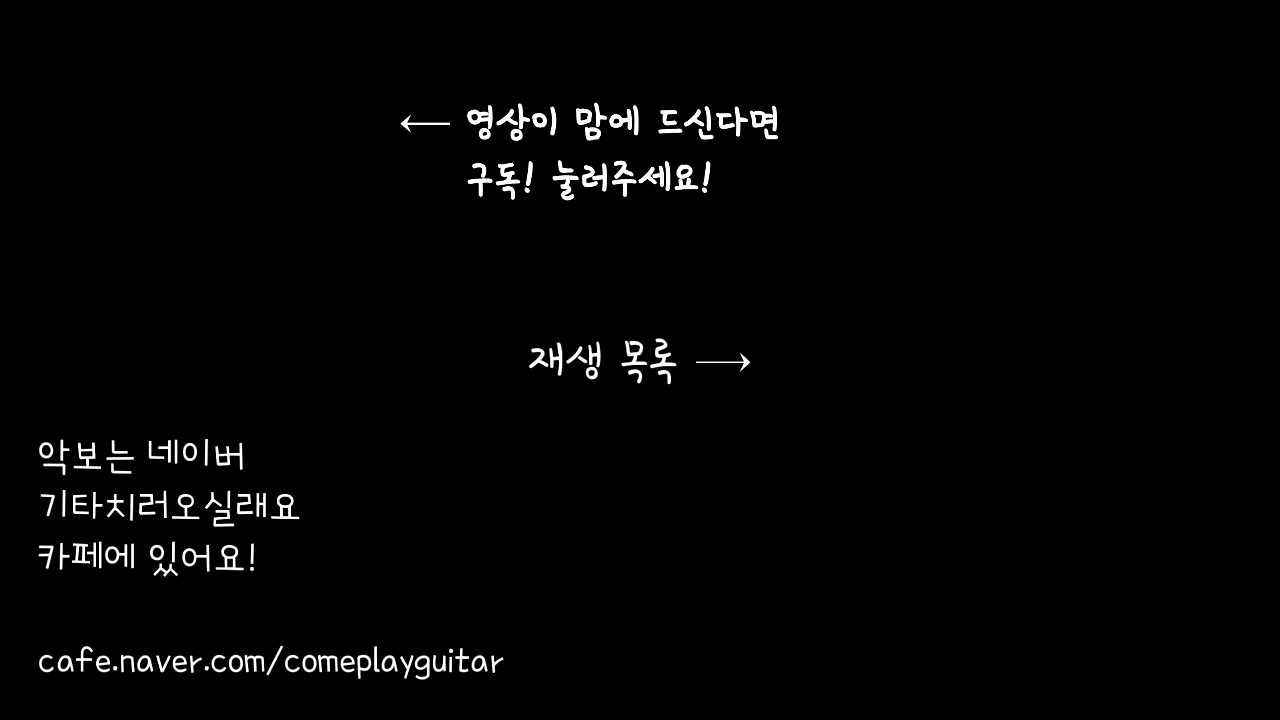 ← 영상이 맘에 드신다면
구독! 눌러주세요!
재생 목록 →
악보는 네이버
기타치러오실래요
카페에 있어요!
cafe.naver.com/comeplayguitar